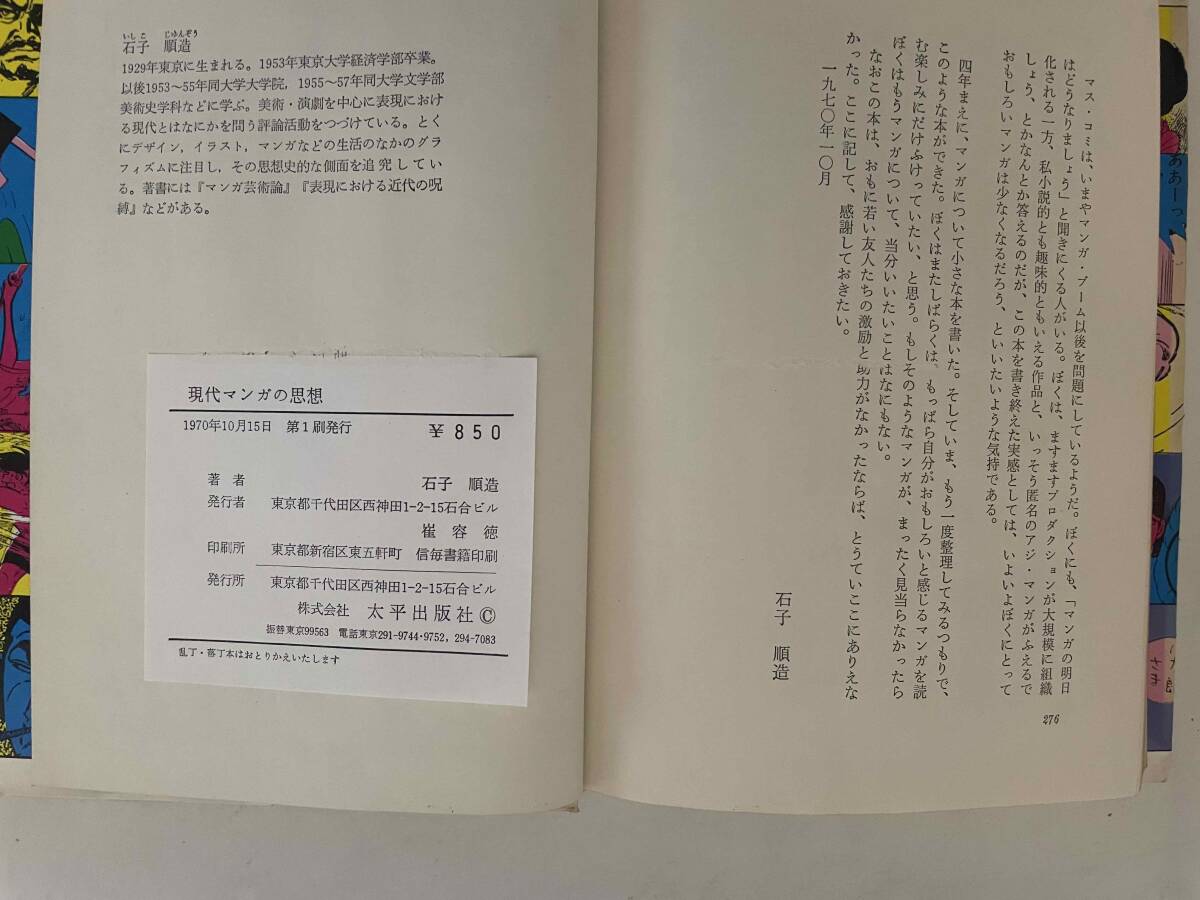 マス・コミは、いまやマンガ・ブーム以後を問題にしているようだ。ぼくにも、「マンガの明日
はどうなりましょう」と聞きにくる人がいる。ぼくは、ますますプロダクションが大規模に組織
化される一方、私小説的とも趣味的ともいえる作品と、いっそ匿名のアジ・マンガがふえるで
しょう、とかなんとか答えるのだが、この本を書き終えた実感としては、いよいよぼくにとって
おもしろいマンガは少なくなるだろう、といいたいような気持である。
四年まえに、マンガについて小さな本を書いた。そしていま、もう一度整理してみるつもりで、
このような本ができた。ぼくはまたしばらくは、もっぱら自分がおもしろいと感じるマンガを読
む楽しみにだけふけっていたい、と思う。もしそのようなマンガが、まったく見当らなかったら
ぼくはもうマンガについて、当分いいたいことはなにもない。
なおこの本は、おもに若い友人たちの激励と助力がなかったならば、とうていここにありえな
かった。ここに記して、感謝しておきたい。
一九七〇年一〇月
石子 順造
276
いしこ じゅんぞう
石子 順造
1929年東京に生まれる。1953年東京大学経済学部卒業。
以後1953〜55年同大学大学院，1955〜57年同大学文学部
美術史学科などに学ぶ。美術・演劇を中心に表現におけ
る現代とはなにかを問う評論活動をつづけている。とく
にデザイン，イラスト，マンガなどの生活のなかのグラ
フィズムに注目し，その思想史的な側面を追究してい
る。著書には『マンガ芸術論』『表現における近代の呪
縛』などがある。
現代マンガの思想
1970年10月15日 第1刷発行 ￥850
著者 石子 順造
発行者 東京都千代田区西神田1-2-15石合ビル
崔容徳
印刷所 東京都新宿区東五軒町 信毎書籍印刷
発行所 東京都千代田区西神田1-2-15石合ビル
株式会社 太平出版社©
振替東京99563 電話東京291-9744・9752，294-7083
乱丁・落丁本はおとりかえいたします
ああーっ
さま